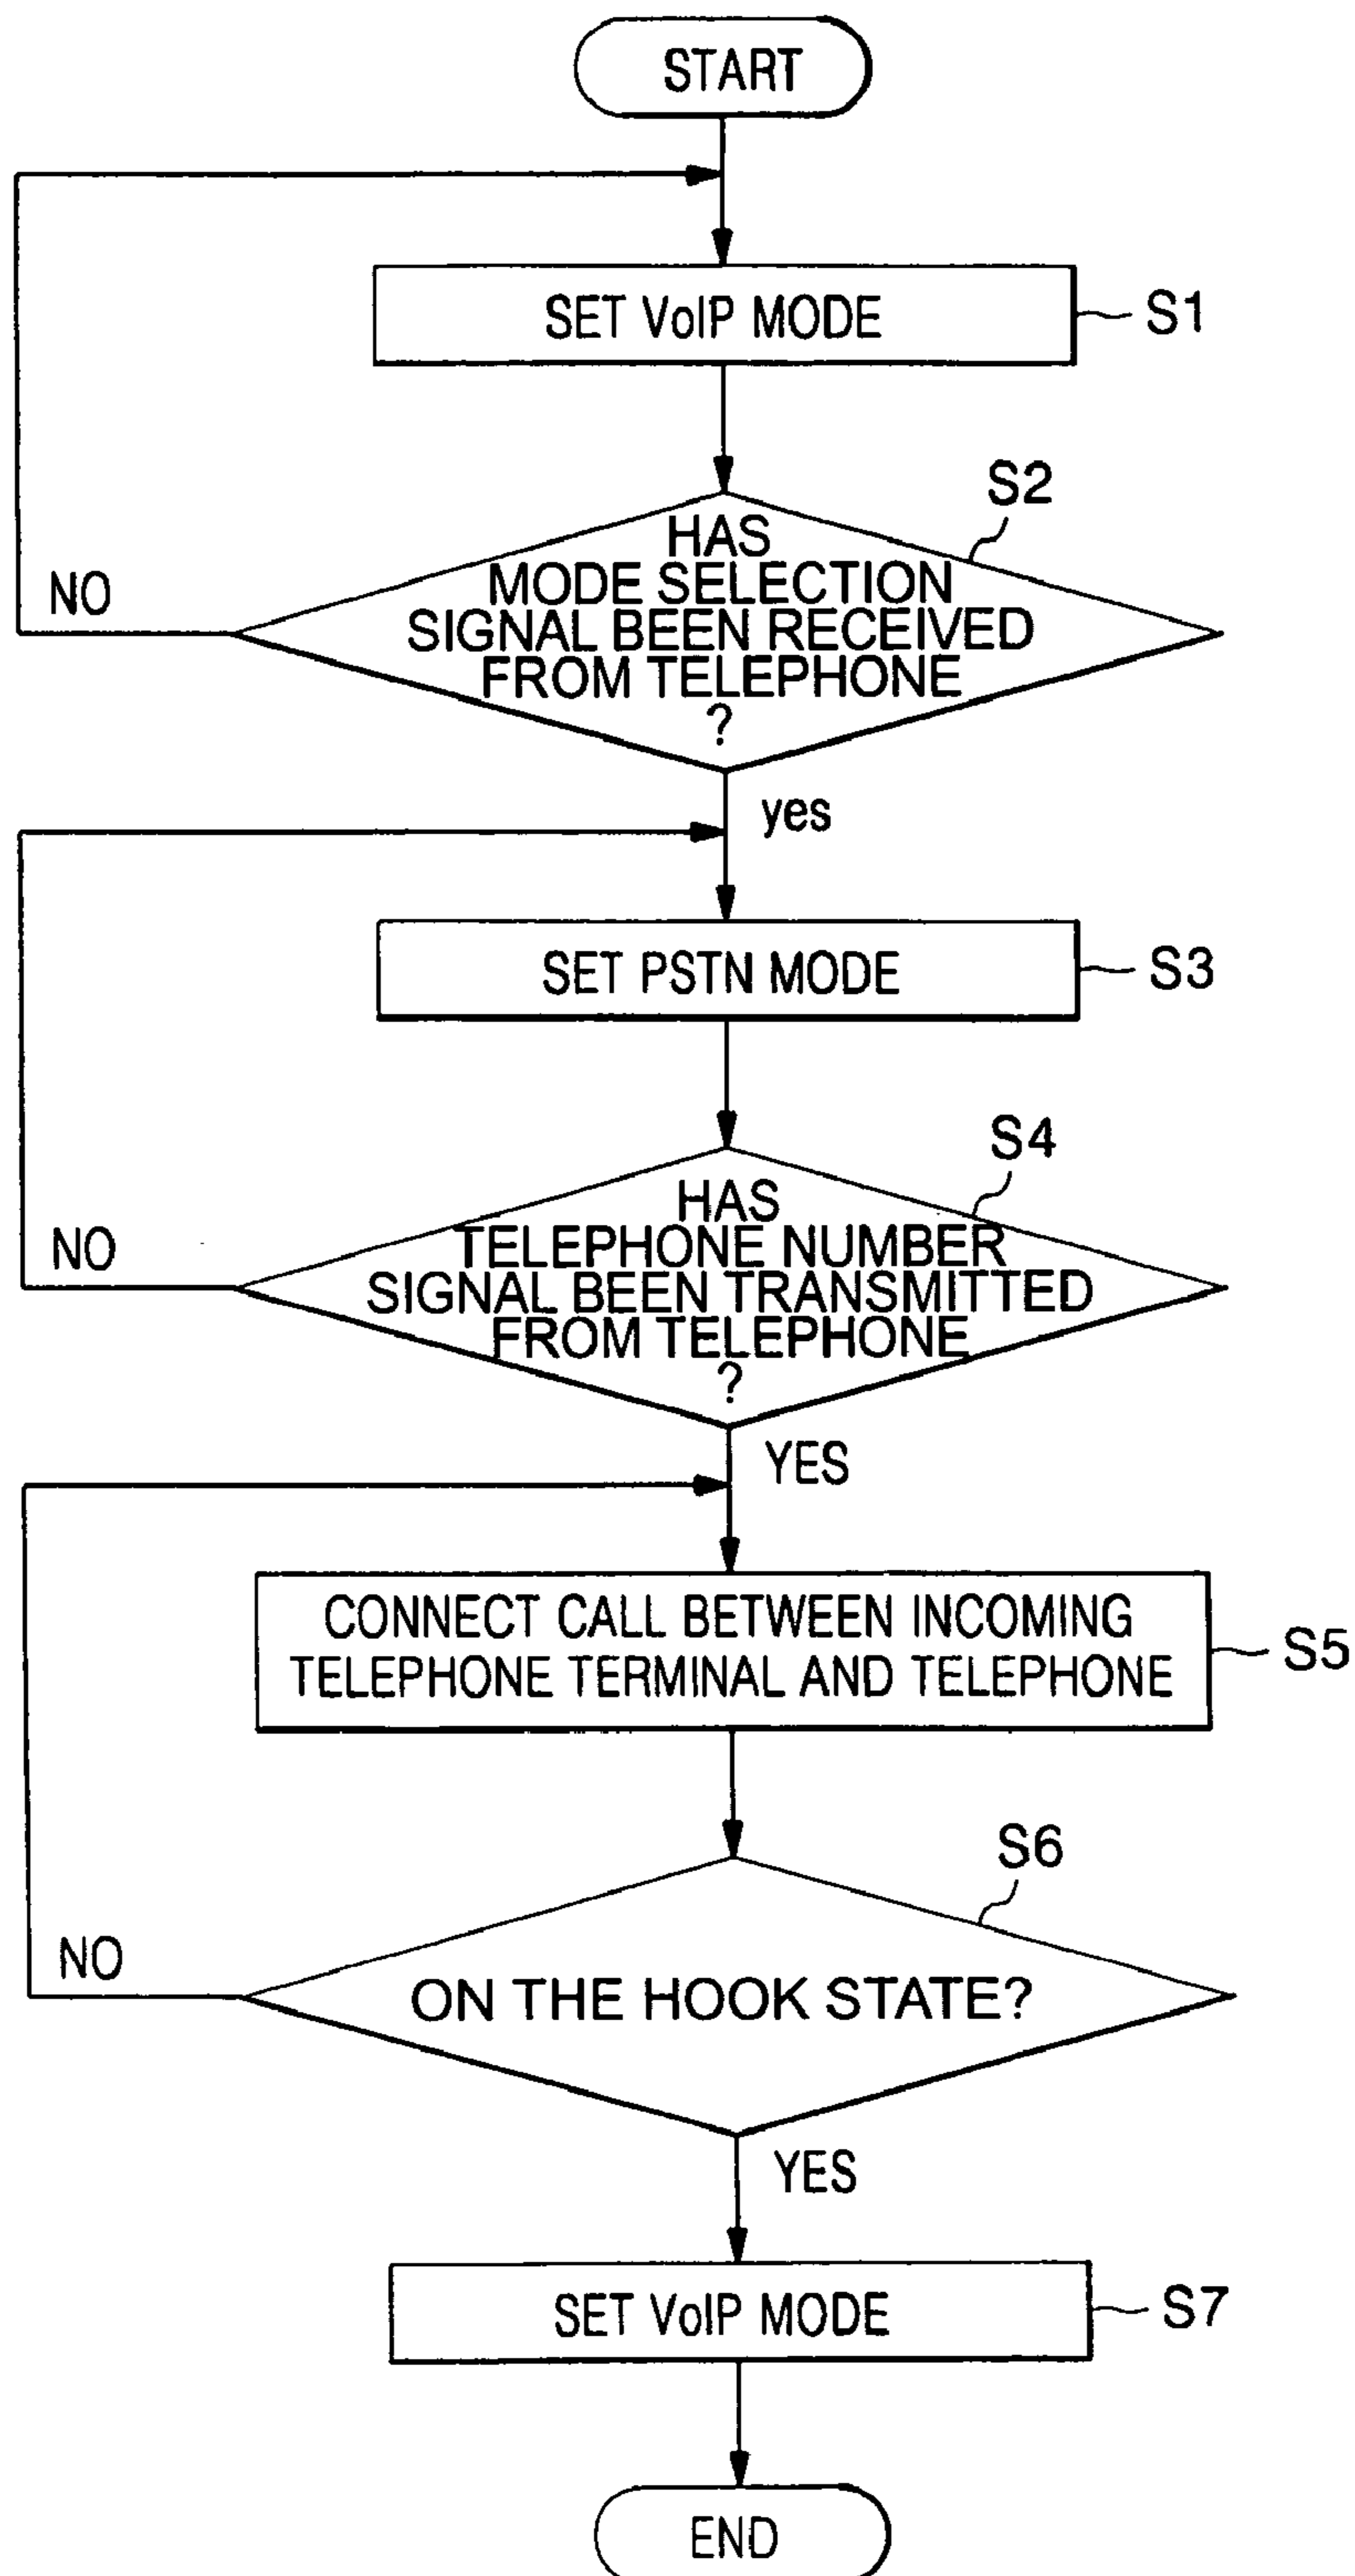 START
SET VoIP MODE
S1
S2
HAS
MODE SELECTION
SIGNAL BEEN RECEIVED
FROM TELEPHONE
?
NO
yes
SET PSTN MODE
S3
S4
HAS
TELEPHONE NUMBER
SIGNAL BEEN TRANSMITTED
FROM TELEPHONE
?
NO
YES
CONNECT CALL BETWEEN INCOMING
TELEPHONE TERMINAL AND TELEPHONE
S5
S6
ON THE HOOK STATE?
NO
YES
SET VoIP MODE
S7
END